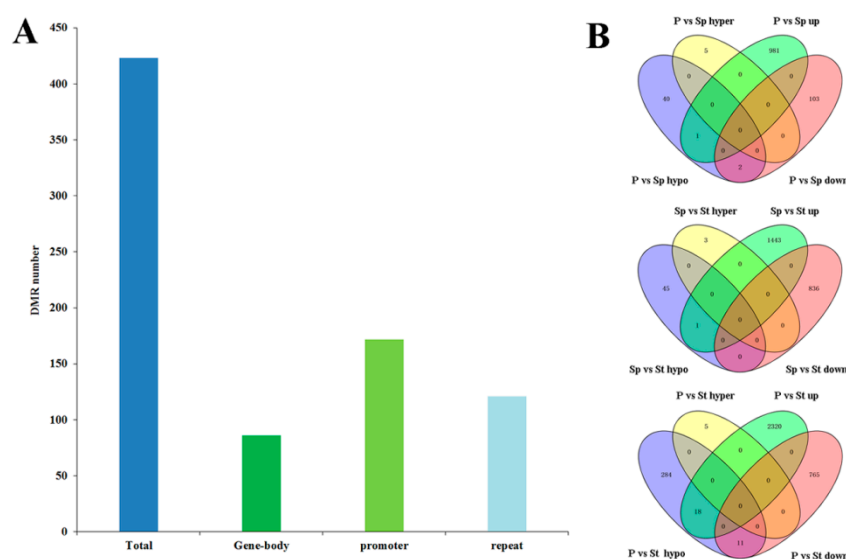 A
450
400
350
300
250
200
150
100
50
0
DMR number
Total Gene-body promoter repeat
B
P vs Sp hyper P vs Sp up
5 981
0 0 0
40 0 0 103
0
1 0
0 0
2
P vs Sp hypo P vs Sp down
Sp vs St hyper Sp vs St up
3 1443
0 0 0
45 0 0 836
0
1 0
0 0
0
Sp vs St hypo Sp vs St down
P vs St hyper P vs St up
5 2320
0 0 0
284 0 0 765
0
18 0
0 0
11
P vs St hypo P vs St down